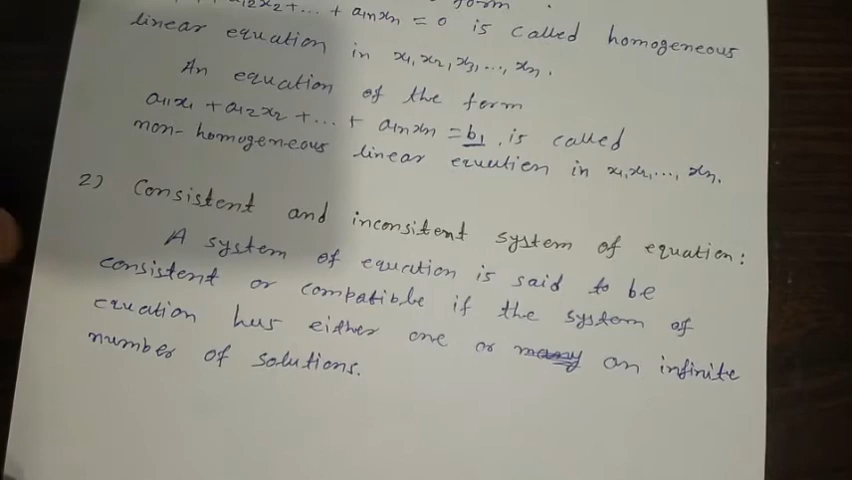 a12x2 + ... + a1nxn = 0 is called homogeneous
linear equation in x1, x2, x3, ..., xn.
An equation of the form
a11x1 + a12x2 + ... + a1nxn = b1, is called
non-homogeneous linear equation in x1, x2, ..., xn.
2) Consistent and inconsitent system of equation:
A system of equation is said to be
consistent or compatible if the system of
equation has either one or many an infinite
number of solutions.